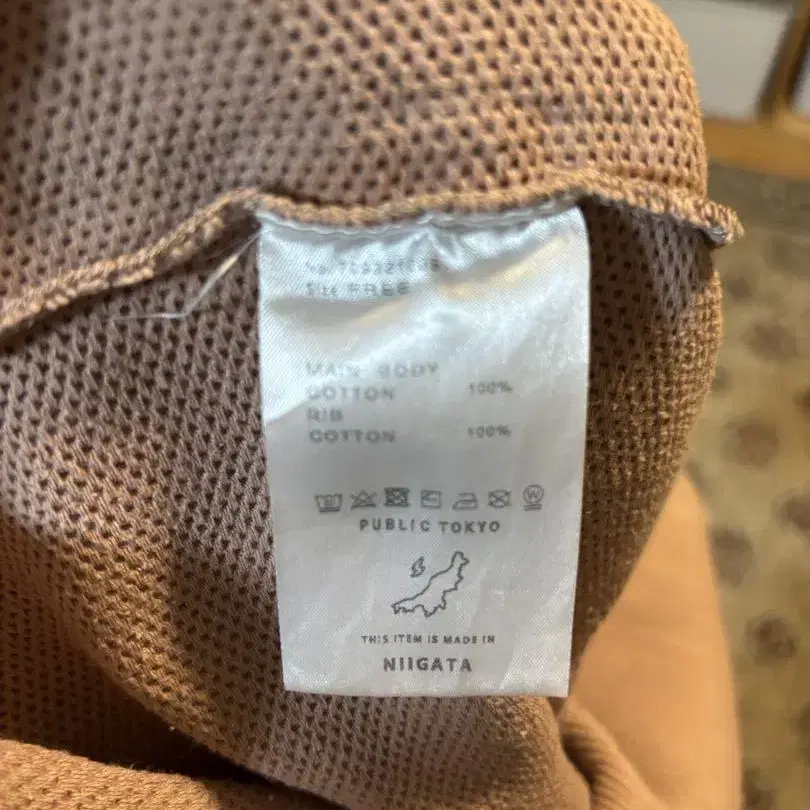 FREE
MAIN BODY
COTTON 100%
RIB
COTTON 100%
PUBLIC TOKYO
THIS ITEM IS MADE IN
NIIGATA